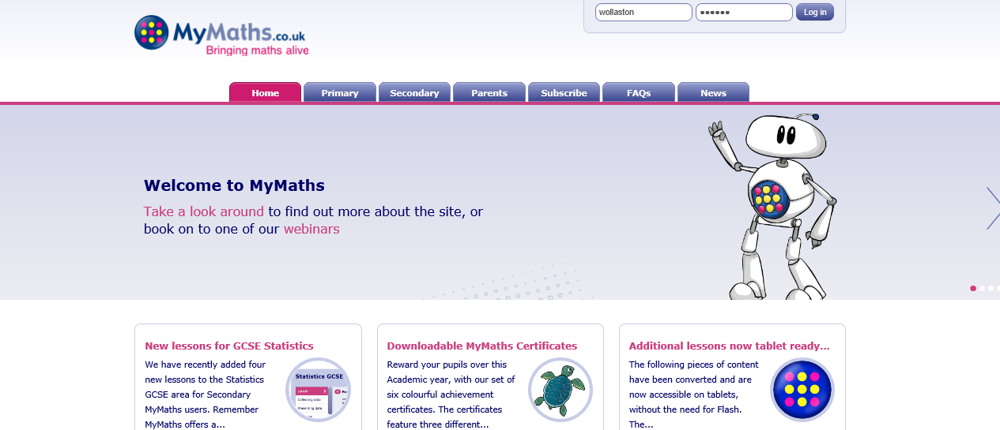 wollaston
●●●●●●
Log in
MyMaths.co.uk
Bringing maths alive
Home
Primary
Secondary
Parents
Subscribe
FAQs
News
Welcome to MyMaths
Take a look around to find out more about the site, or
book on to one of our webinars
New lessons for GCSE Statistics
We have recently added four
new lessons to the Statistics
GCSE area for Secondary
MyMaths users. Remember
MyMaths offers a...
Statistics GCSE
Latest!
Collecting data
Presenting data
Downloadable MyMaths Certificates
Reward your pupils over this
Academic year, with our set of
six colourful achievement
certificates. The certificates
feature three different...
Additional lessons now tablet ready...
The following pieces of content
have been converted and are
now accessible on tablets,
without the need for Flash.
The...